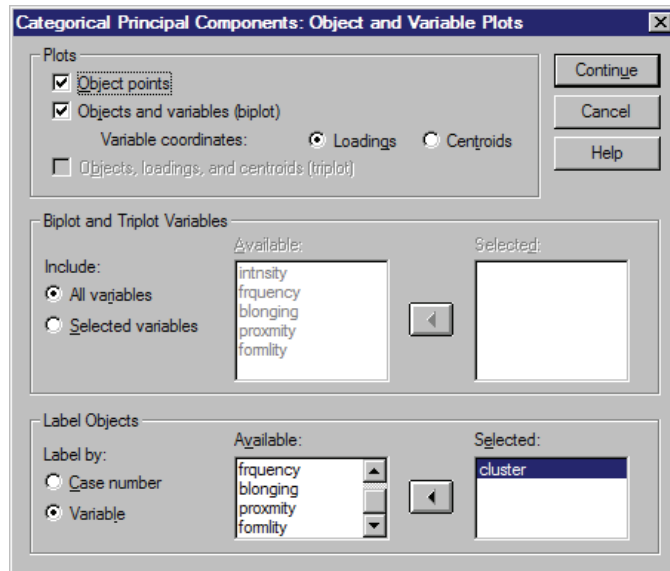 Categorical Principal Components: Object and Variable Plots
Plots
Object points
Objects and variables (biplot)
Variable coordinates: Loadings Centroids
Objects, loadings, and centroids (triplot)
Continue
Cancel
Help
Biplot and Triplot Variables
Include:
All variables
Selected variables
Available:
intnsity
frquency
blonging
proxmity
formlity
Selected:
Label Objects
Label by:
Case number
Variable
Available:
frquency
blonging
proxmity
formlity
Selected:
cluster